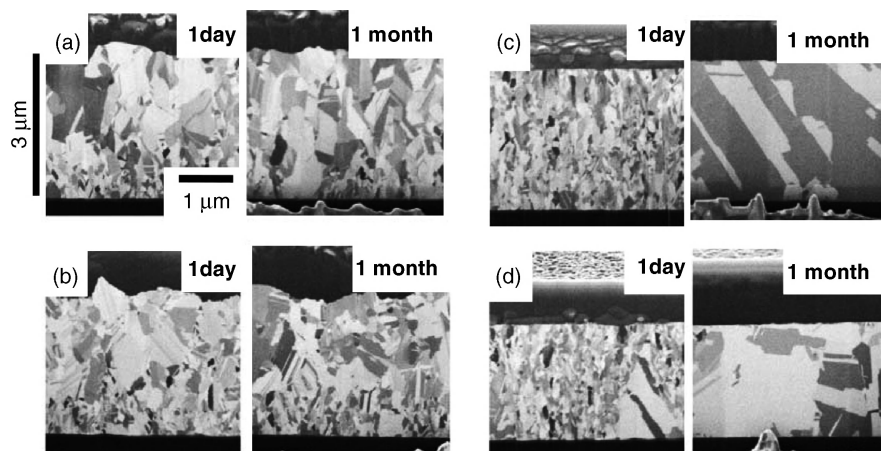 (a) 1day 1 month
3 μm
1 μm
(c) 1day 1 month
(b) 1day 1 month
(d) 1day 1 month